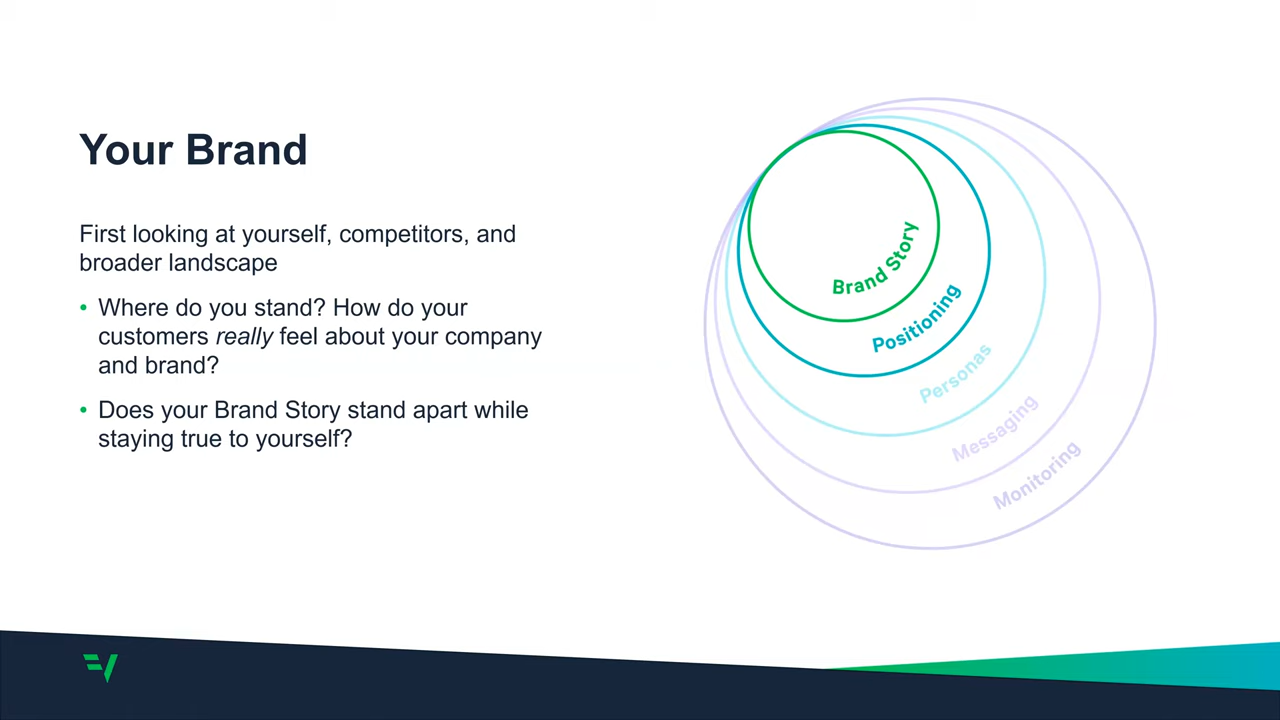 Your Brand
First looking at yourself, competitors, and
broader landscape
• Where do you stand? How do your
customers really feel about your company
and brand?
• Does your Brand Story stand apart while
staying true to yourself?
Brand Story
Positioning
Personas
Messaging
Monitoring